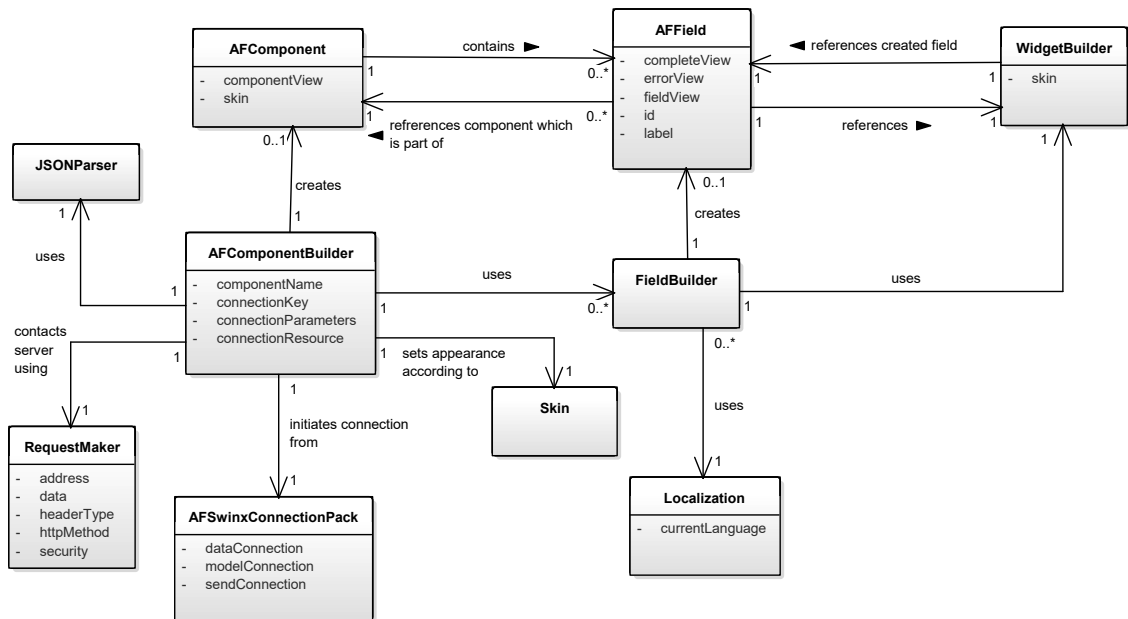 AFComponent
- componentView
- skin
contains ►
1
0..*
AFField
- completeView
- errorView
- fieldView
- id
- label
◄ references created field
1
1
WidgetBuilder
- skin
1
0..*
◄ refrerences component which
is part of
1
1
references ►
0..1
creates
1
JSONParser
1
uses
1
0..1
creates
1
1
AFComponentBuilder
- componentName
- connectionKey
- connectionParameters
- connectionResource
uses
1
0..*
FieldBuilder
uses
1
0..*
contacts
server
using
1
1
1
sets appearance
according to
1
Skin
1
initiates connection
from
1
uses
1
RequestMaker
- address
- data
- headerType
- httpMethod
- security
AFSwinxConnectionPack
- dataConnection
- modelConnection
- sendConnection
Localization
- currentLanguage